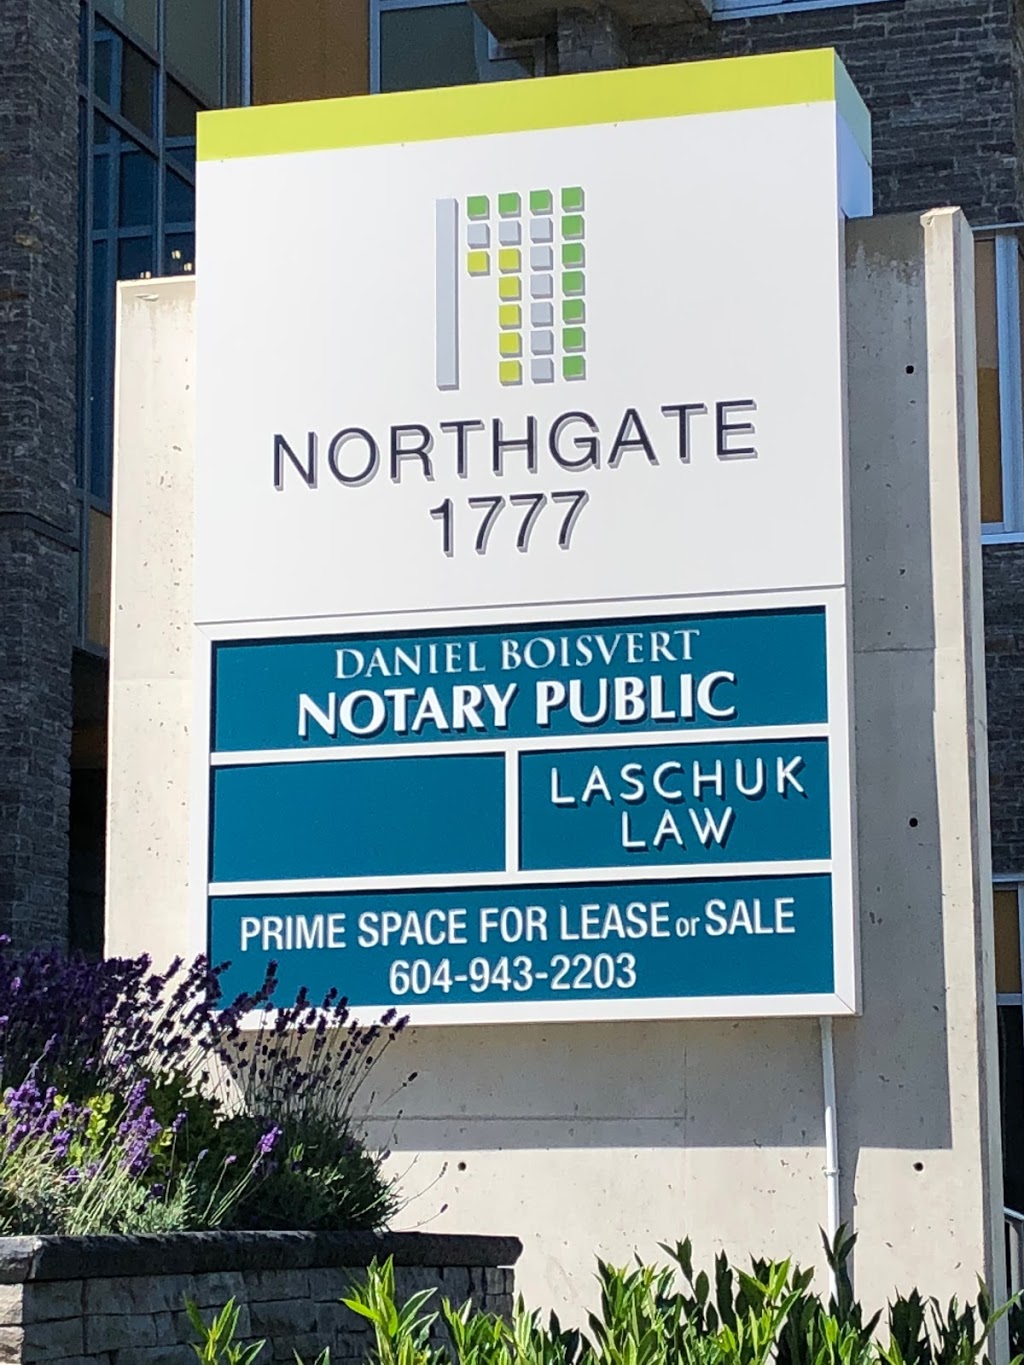 NORTHGATE
1777
DANIEL BOISVERT
NOTARY PUBLIC
LASCHUK
LAW
PRIME SPACE FOR LEASE or SALE
604-943-2203